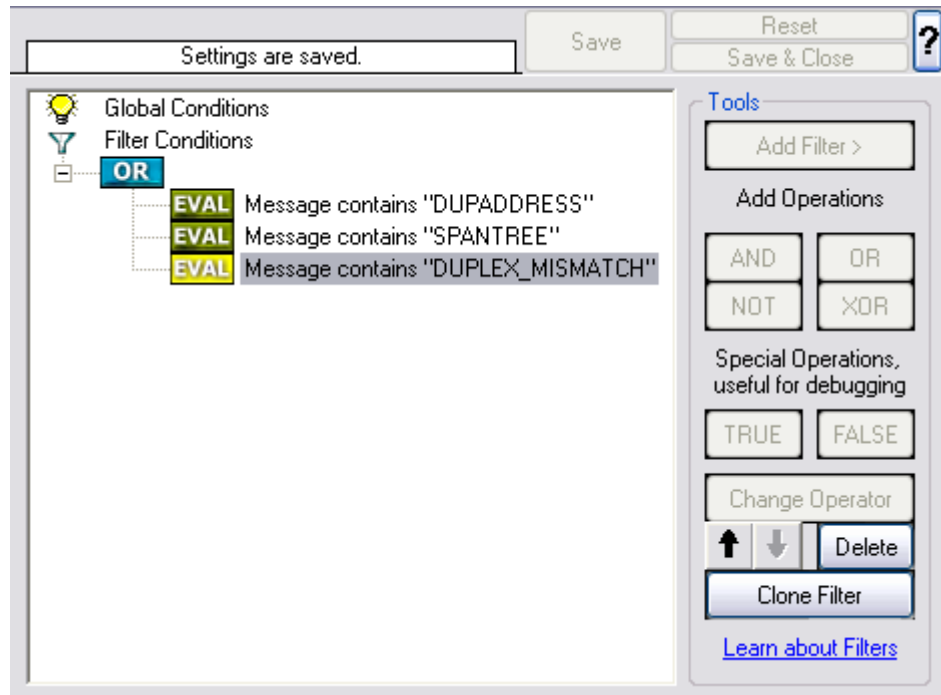 Settings are saved.
Save
Reset
Save & Close
?
Global Conditions
Filter Conditions
OR
EVAL Message contains "DUPADDRESS"
EVAL Message contains "SPANTREE"
EVAL Message contains "DUPLEX_MISMATCH"
Tools
Add Filter >
Add Operations
AND OR
NOT XOR
Special Operations,
useful for debugging
TRUE FALSE
Change Operator
Delete
Clone Filter
Learn about Filters